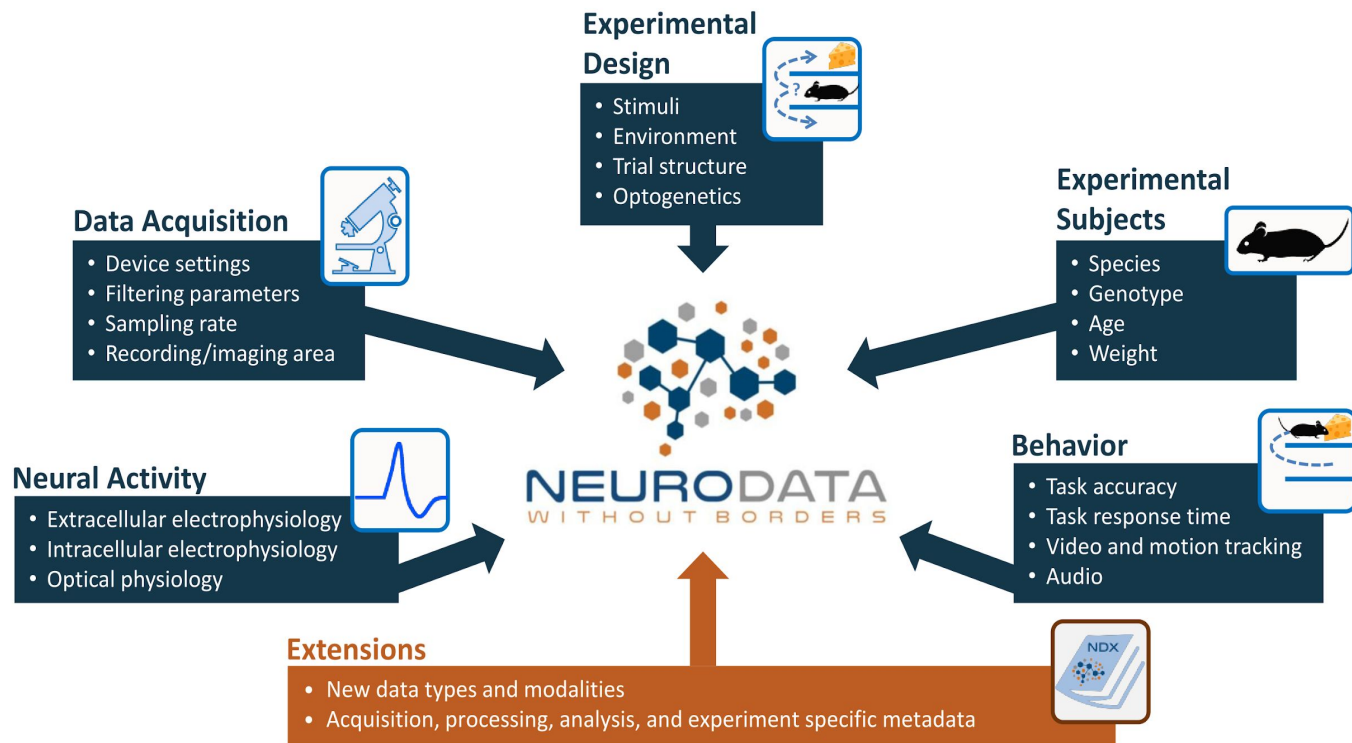 Experimental
Design
• Stimuli
• Environment
• Trial structure
• Optogenetics
?
Data Acquisition
• Device settings
• Filtering parameters
• Sampling rate
• Recording/imaging area
Experimental
Subjects
• Species
• Genotype
• Age
• Weight
Neural Activity
• Extracellular electrophysiology
• Intracellular electrophysiology
• Optical physiology
NEURODATA
WITHOUT BORDERS
Behavior
• Task accuracy
• Task response time
• Video and motion tracking
• Audio
Extensions
• New data types and modalities
• Acquisition, processing, analysis, and experiment specific metadata
NDX